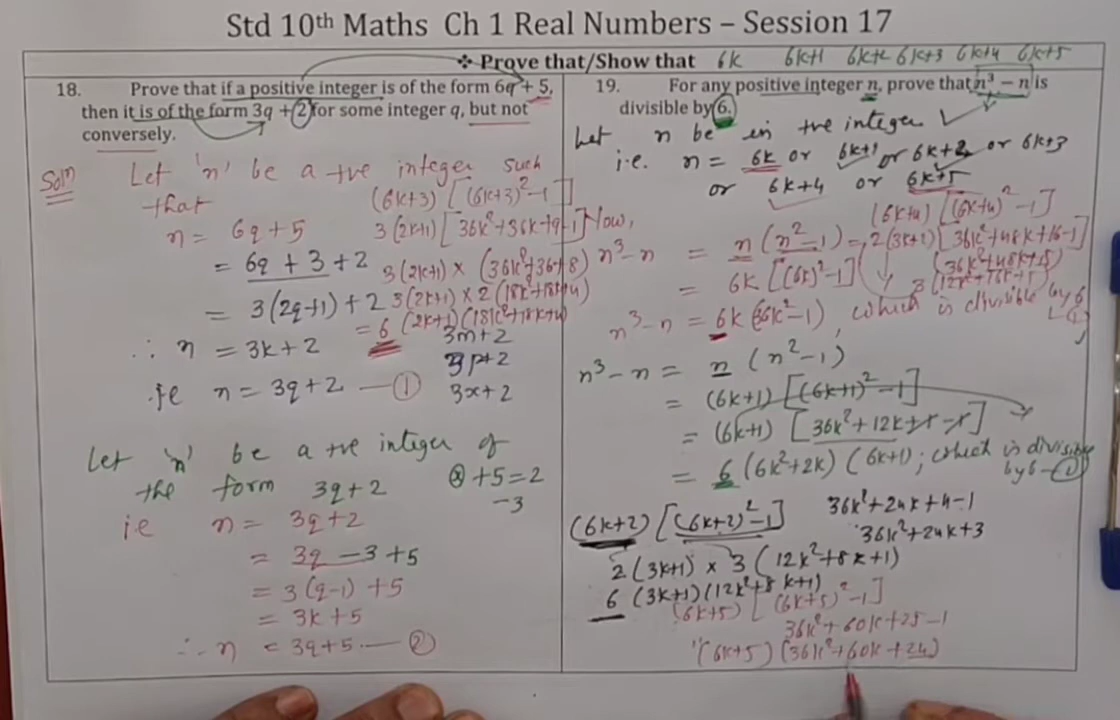 Std 10th Maths Ch 1 Real Numbers – Session 17
❖ Prove that/Show that 6k 6k+1 6k+2 6k+3 6k+4 6k+5
18. Prove that if a positive integer is of the form 6q + 5,
then it is of the form 3q + 2 for some integer q, but not
conversely.
Soln Let 'n' be a +ve integer such
that
n = 6q + 5
= 6q + 3 + 2
= 3(2q+1) + 2
∴ n = 3k + 2
ie n = 3q + 2 — ①
3m+2
3p+2
3x+2
(6k+3) [(6k+3)²-1]
3(2k+1)[36k²+36k+9-1]
3(2k+1) × (36k²+36k+8)
3(2k+1) × 2(18k²+18k+4)
= 6 (2k+1)(18k²+18k+4)
Let 'n' be a +ve integer of
the form 3q+2
ie n = 3q+2
= 3q - 3 + 5
= 3(q-1) + 5
= 3k + 5
∴ n = 3q+5 — ②
+5=2
-3
19. For any positive integer n, prove that n³ – n is
divisible by 6.
Let n be +ve integer
i.e. n = 6k or 6k+1 or 6k+2 or 6k+3
or 6k+4 or 6k+5
Now,
n³-n = n(n²-1)
= 6k [(6k)²-1]
n³-n = 6k (36k²-1), which is divisible by 6
(6k+4) [(6k+4)²-1]
= 2(3k+2)[36k²+48k+16-1]
(36k²+48k+15)
3(12k²+16k+5)
n³-n = n (n²-1)
= (6k+1) [(6k+1)²-1]
= (6k+1) [36k²+12k+1-1]
= 6 (6k²+2k) (6k+1); which is divisible
by 6
(6k+2) [(6k+2)²-1]
36k²+24k+4-1
36k²+24k+3
2(3k+1) × 3 (12k²+8k+1)
6 (3k+1)(12k²+8k+1)
(6k+5) [(6k+5)²-1]
36k²+60k+25-1
(6k+5)(36k²+60k+24)